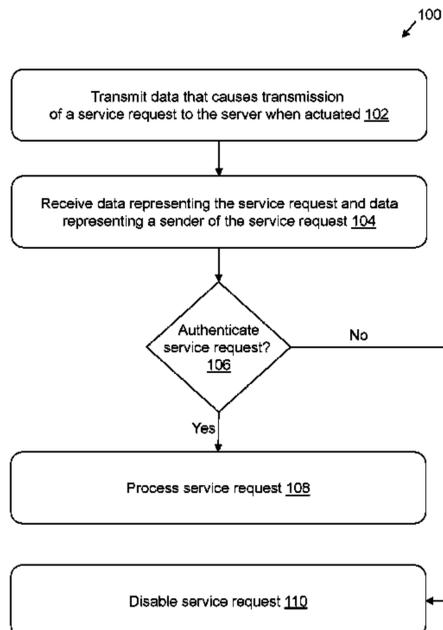 100
Transmit data that causes transmission
of a service request to the server when actuated 102
Receive data representing the service request and data
representing a sender of the service request 104
Authenticate
service request?
106
No
Yes
Process service request 108
Disable service request 110